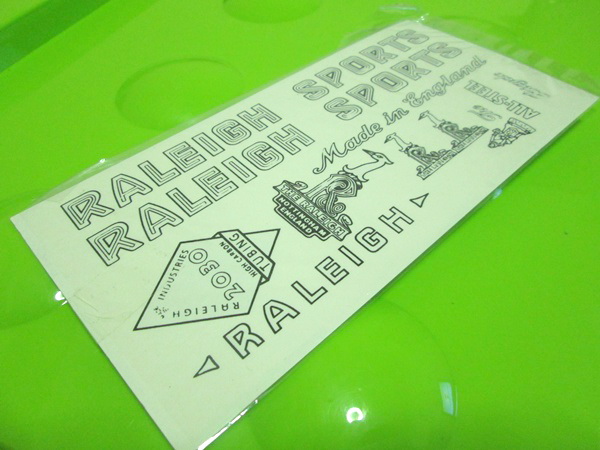 RALEIGH SPORTS
RALEIGH SPORTS
Made in England
THE RALEIGH
NOTTINGHAM
ENGLAND
RALEIGH
RALEIGH INDUSTRIES
2030
HIGH CARBON
TUBING
The
ALL-STEEL